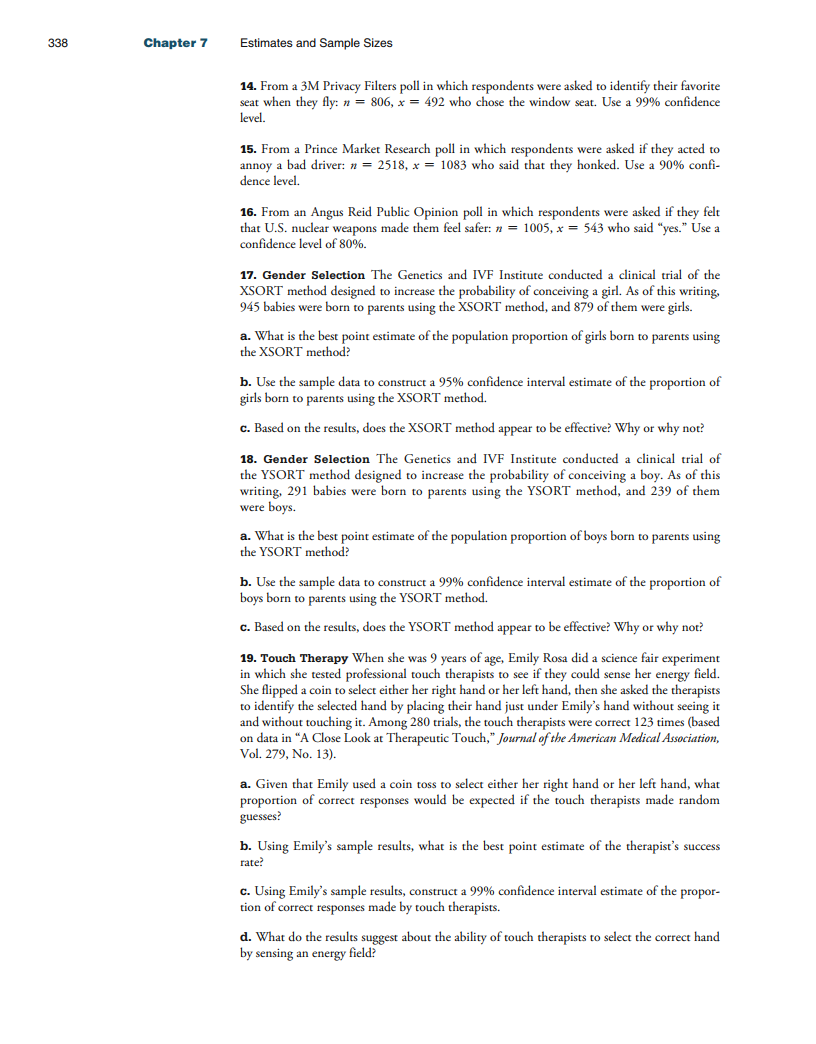 338 Chapter 7 Estimates and Sample Sizes
14. From a 3M Privacy Filters poll in which respondents were asked to identify their favorite
seat when they fly: n = 806, x = 492 who chose the window seat. Use a 99% confidence
level.
15. From a Prince Market Research poll in which respondents were asked if they acted to
annoy a bad driver: n = 2518, x = 1083 who said that they honked. Use a 90% confi-
dence level.
16. From an Angus Reid Public Opinion poll in which respondents were asked if they felt
that U.S. nuclear weapons made them feel safer: n = 1005, x = 543 who said “yes.” Use a
confidence level of 80%.
17. Gender Selection The Genetics and IVF Institute conducted a clinical trial of the
XSORT method designed to increase the probability of conceiving a girl. As of this writing,
945 babies were born to parents using the XSORT method, and 879 of them were girls.
a. What is the best point estimate of the population proportion of girls born to parents using
the XSORT method?
b. Use the sample data to construct a 95% confidence interval estimate of the proportion of
girls born to parents using the XSORT method.
c. Based on the results, does the XSORT method appear to be effective? Why or why not?
18. Gender Selection The Genetics and IVF Institute conducted a clinical trial of
the YSORT method designed to increase the probability of conceiving a boy. As of this
writing, 291 babies were born to parents using the YSORT method, and 239 of them
were boys.
a. What is the best point estimate of the population proportion of boys born to parents using
the YSORT method?
b. Use the sample data to construct a 99% confidence interval estimate of the proportion of
boys born to parents using the YSORT method.
c. Based on the results, does the YSORT method appear to be effective? Why or why not?
19. Touch Therapy When she was 9 years of age, Emily Rosa did a science fair experiment
in which she tested professional touch therapists to see if they could sense her energy field.
She flipped a coin to select either her right hand or her left hand, then she asked the therapists
to identify the selected hand by placing their hand just under Emily’s hand without seeing it
and without touching it. Among 280 trials, the touch therapists were correct 123 times (based
on data in “A Close Look at Therapeutic Touch,” Journal of the American Medical Association,
Vol. 279, No. 13).
a. Given that Emily used a coin toss to select either her right hand or her left hand, what
proportion of correct responses would be expected if the touch therapists made random
guesses?
b. Using Emily’s sample results, what is the best point estimate of the therapist’s success
rate?
c. Using Emily’s sample results, construct a 99% confidence interval estimate of the propor-
tion of correct responses made by touch therapists.
d. What do the results suggest about the ability of touch therapists to select the correct hand
by sensing an energy field?